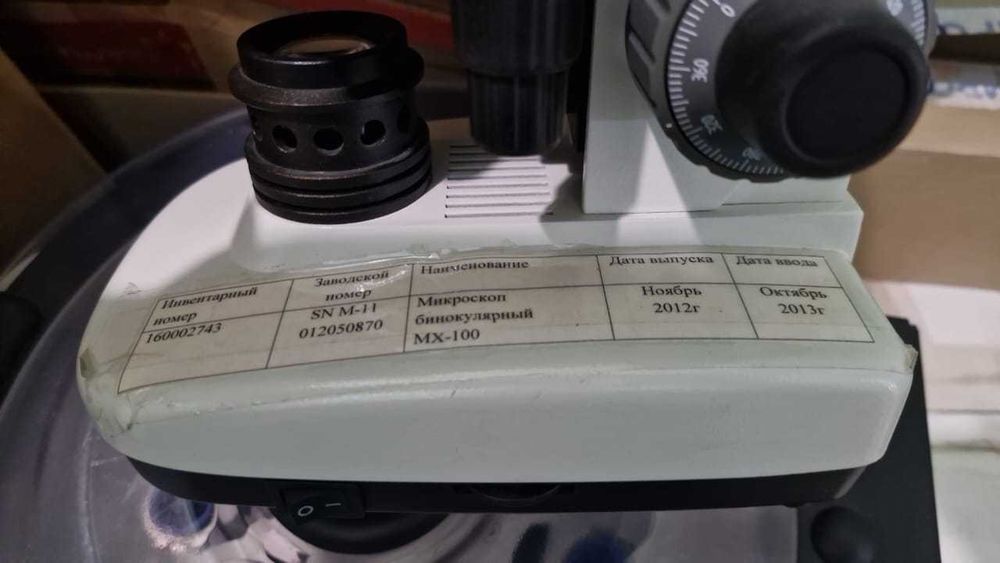 Инвентарный
номер
160002743
Заводской
номер
SN M-11
012050870
Наименование
Микроскоп
бинокулярный
MX-100
Дата выпуска
Ноябрь
2012г
Дата ввода
Октябрь
2013г
360
O I